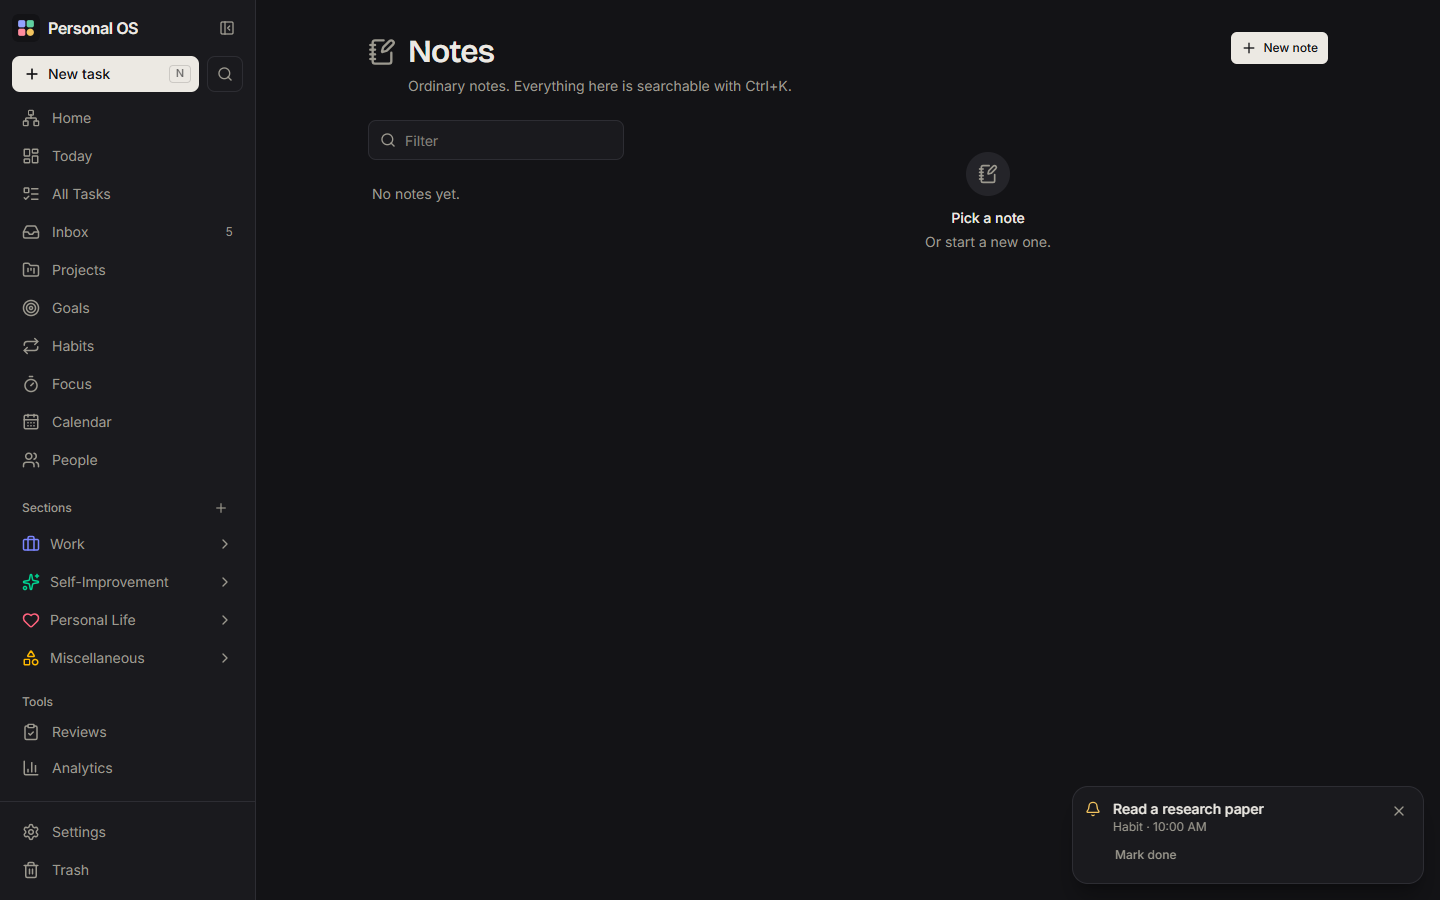 Personal OS
New task N
Home
Today
All Tasks
Inbox 5
Projects
Goals
Habits
Focus
Calendar
People
Sections
Work
Self-Improvement
Personal Life
Miscellaneous
Tools
Reviews
Analytics
Settings
Trash
Notes
New note
Ordinary notes. Everything here is searchable with Ctrl+K.
Filter
No notes yet.
Pick a note
Or start a new one.
Read a research paper
Habit · 10:00 AM
Mark done